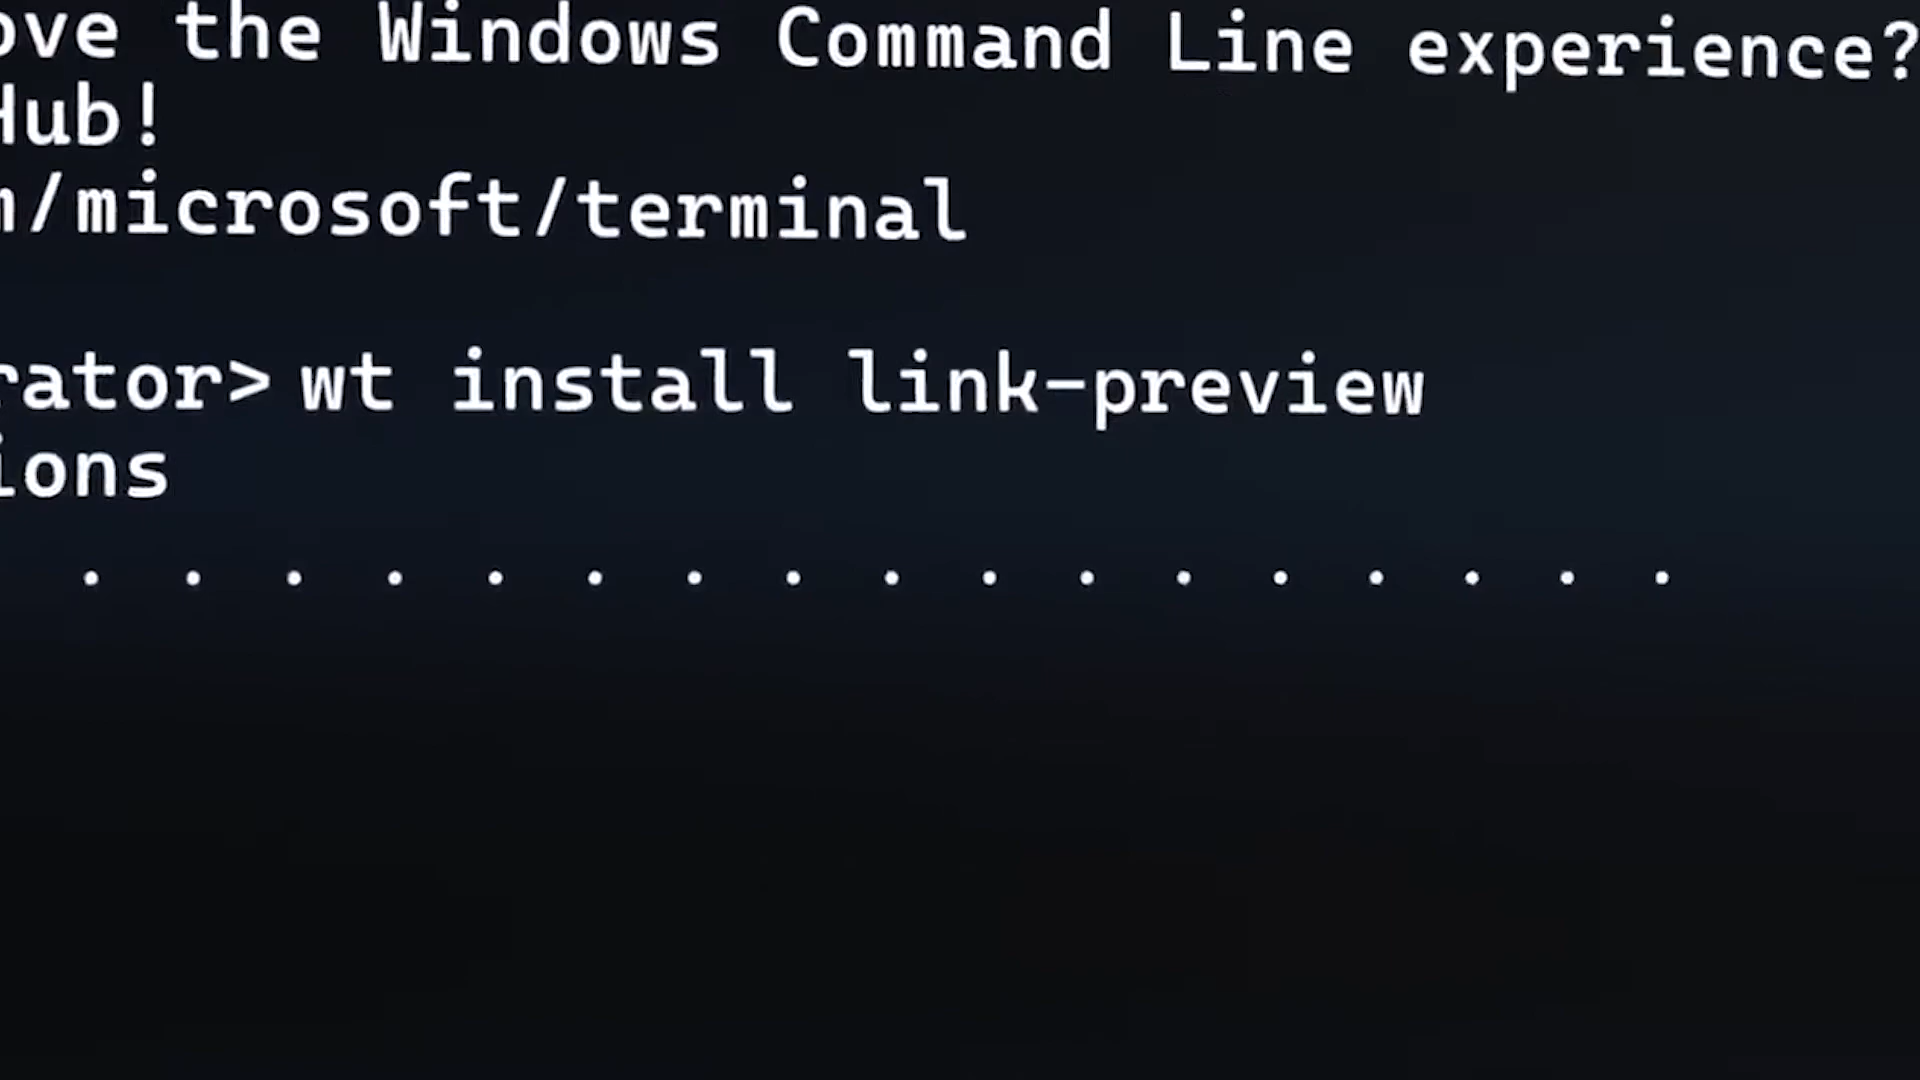 ove the Windows Command Line experience?
Hub!
m/microsoft/terminal
rator> wt install link-preview
ions
. . . . . . . . . . . . . . . . .